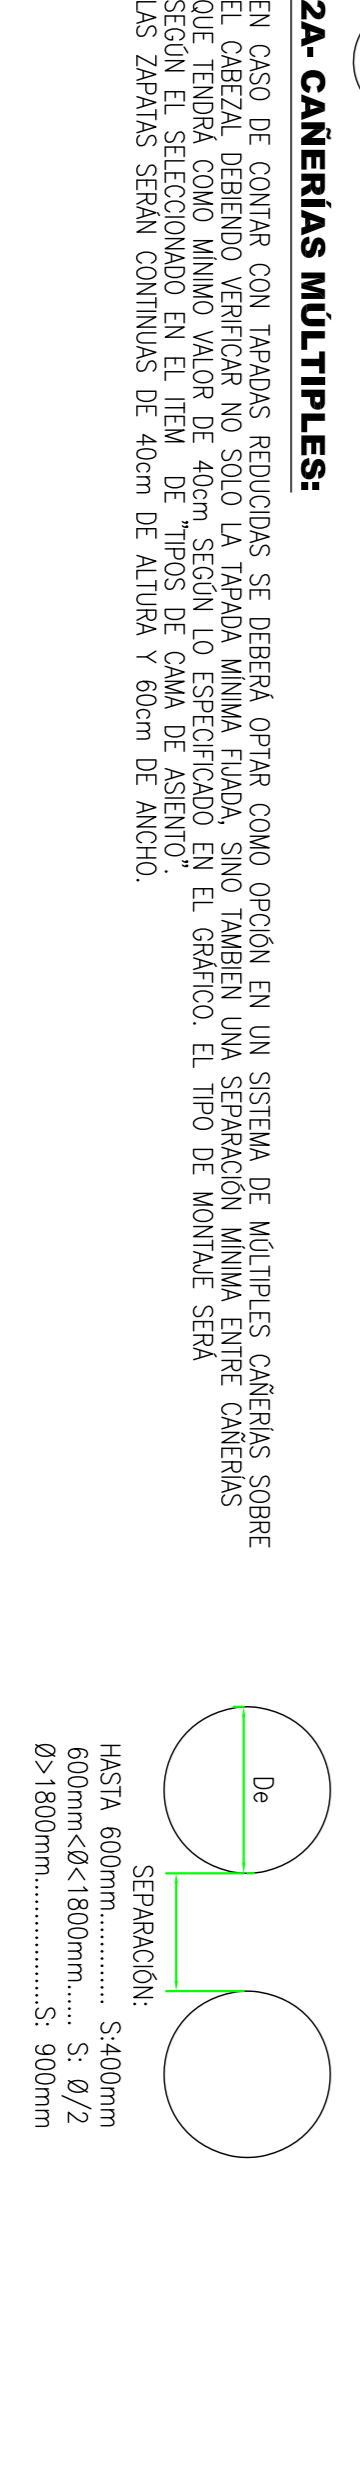 2A- CAÑERÍAS MÚLTIPLES:
EN CASO DE CONTAR CON TAPADAS REDUCIDAS SE DEBERÁ OPTAR COMO OPCIÓN EN UN SISTEMA DE MÚLTIPLES CAÑERÍAS SOBRE
EL CABEZAL DEBIENDO VERIFICAR NO SOLO LA TAPADA MÍNIMA FIJADA, SINO TAMBIEN UNA SEPARACIÓN MÍNIMA ENTRE CAÑERÍAS
QUE TENDRÁ COMO MÍNIMO VALOR DE 40cm SEGÚN LO ESPECIFICADO EN EL GRÁFICO. EL TIPO DE MONTAJE SERÁ
SEGÚN EL SELECCIONADO EN EL ITEM DE "TIPOS DE CAMA DE ASIENTO".
LAS ZAPATAS SERÁN CONTINUAS DE 40cm DE ALTURA Y 60cm DE ANCHO.
De
SEPARACIÓN:
HASTA 600mm............ S:400mm
600mm<Ø<1800mm...... S: Ø/2
Ø>1800mm..................S: 900mm